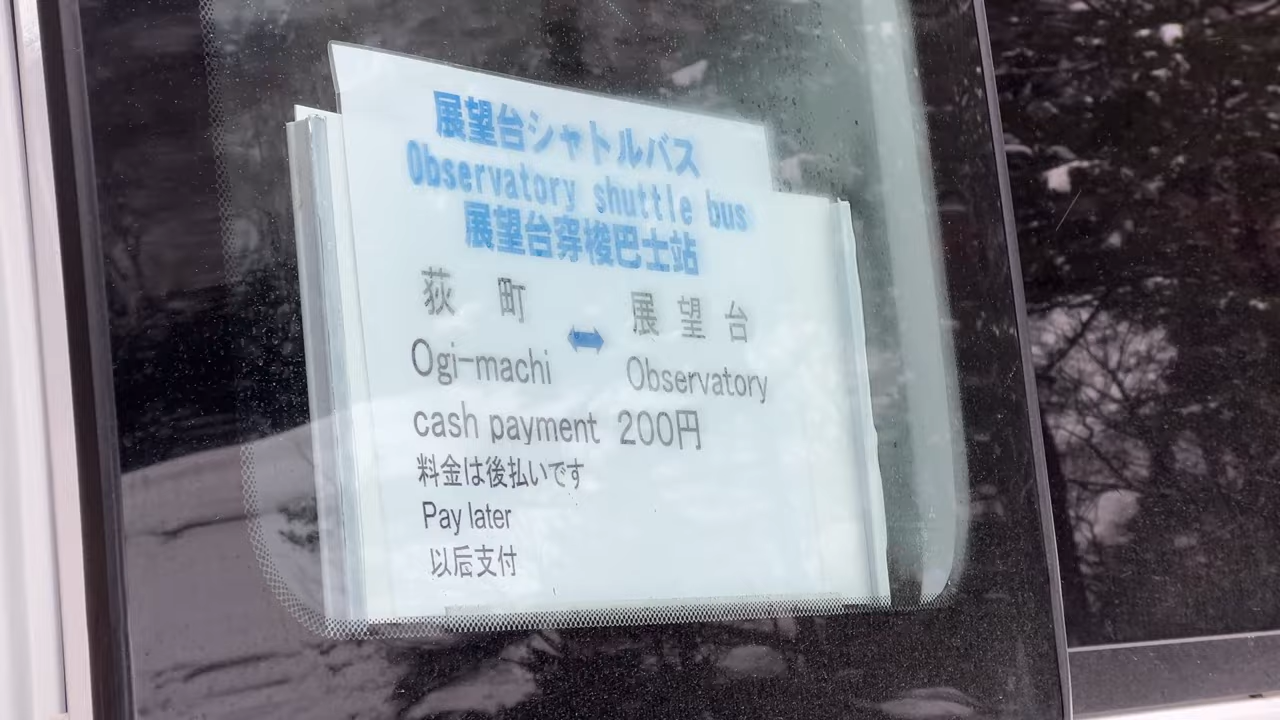 展望台シャトルバス
Observatory shuttle bus
展望台穿梭巴士站
荻町 ⇔ 展望台
Ogi-machi Observatory
cash payment 200円
料金は後払いです
Pay later
以后支付